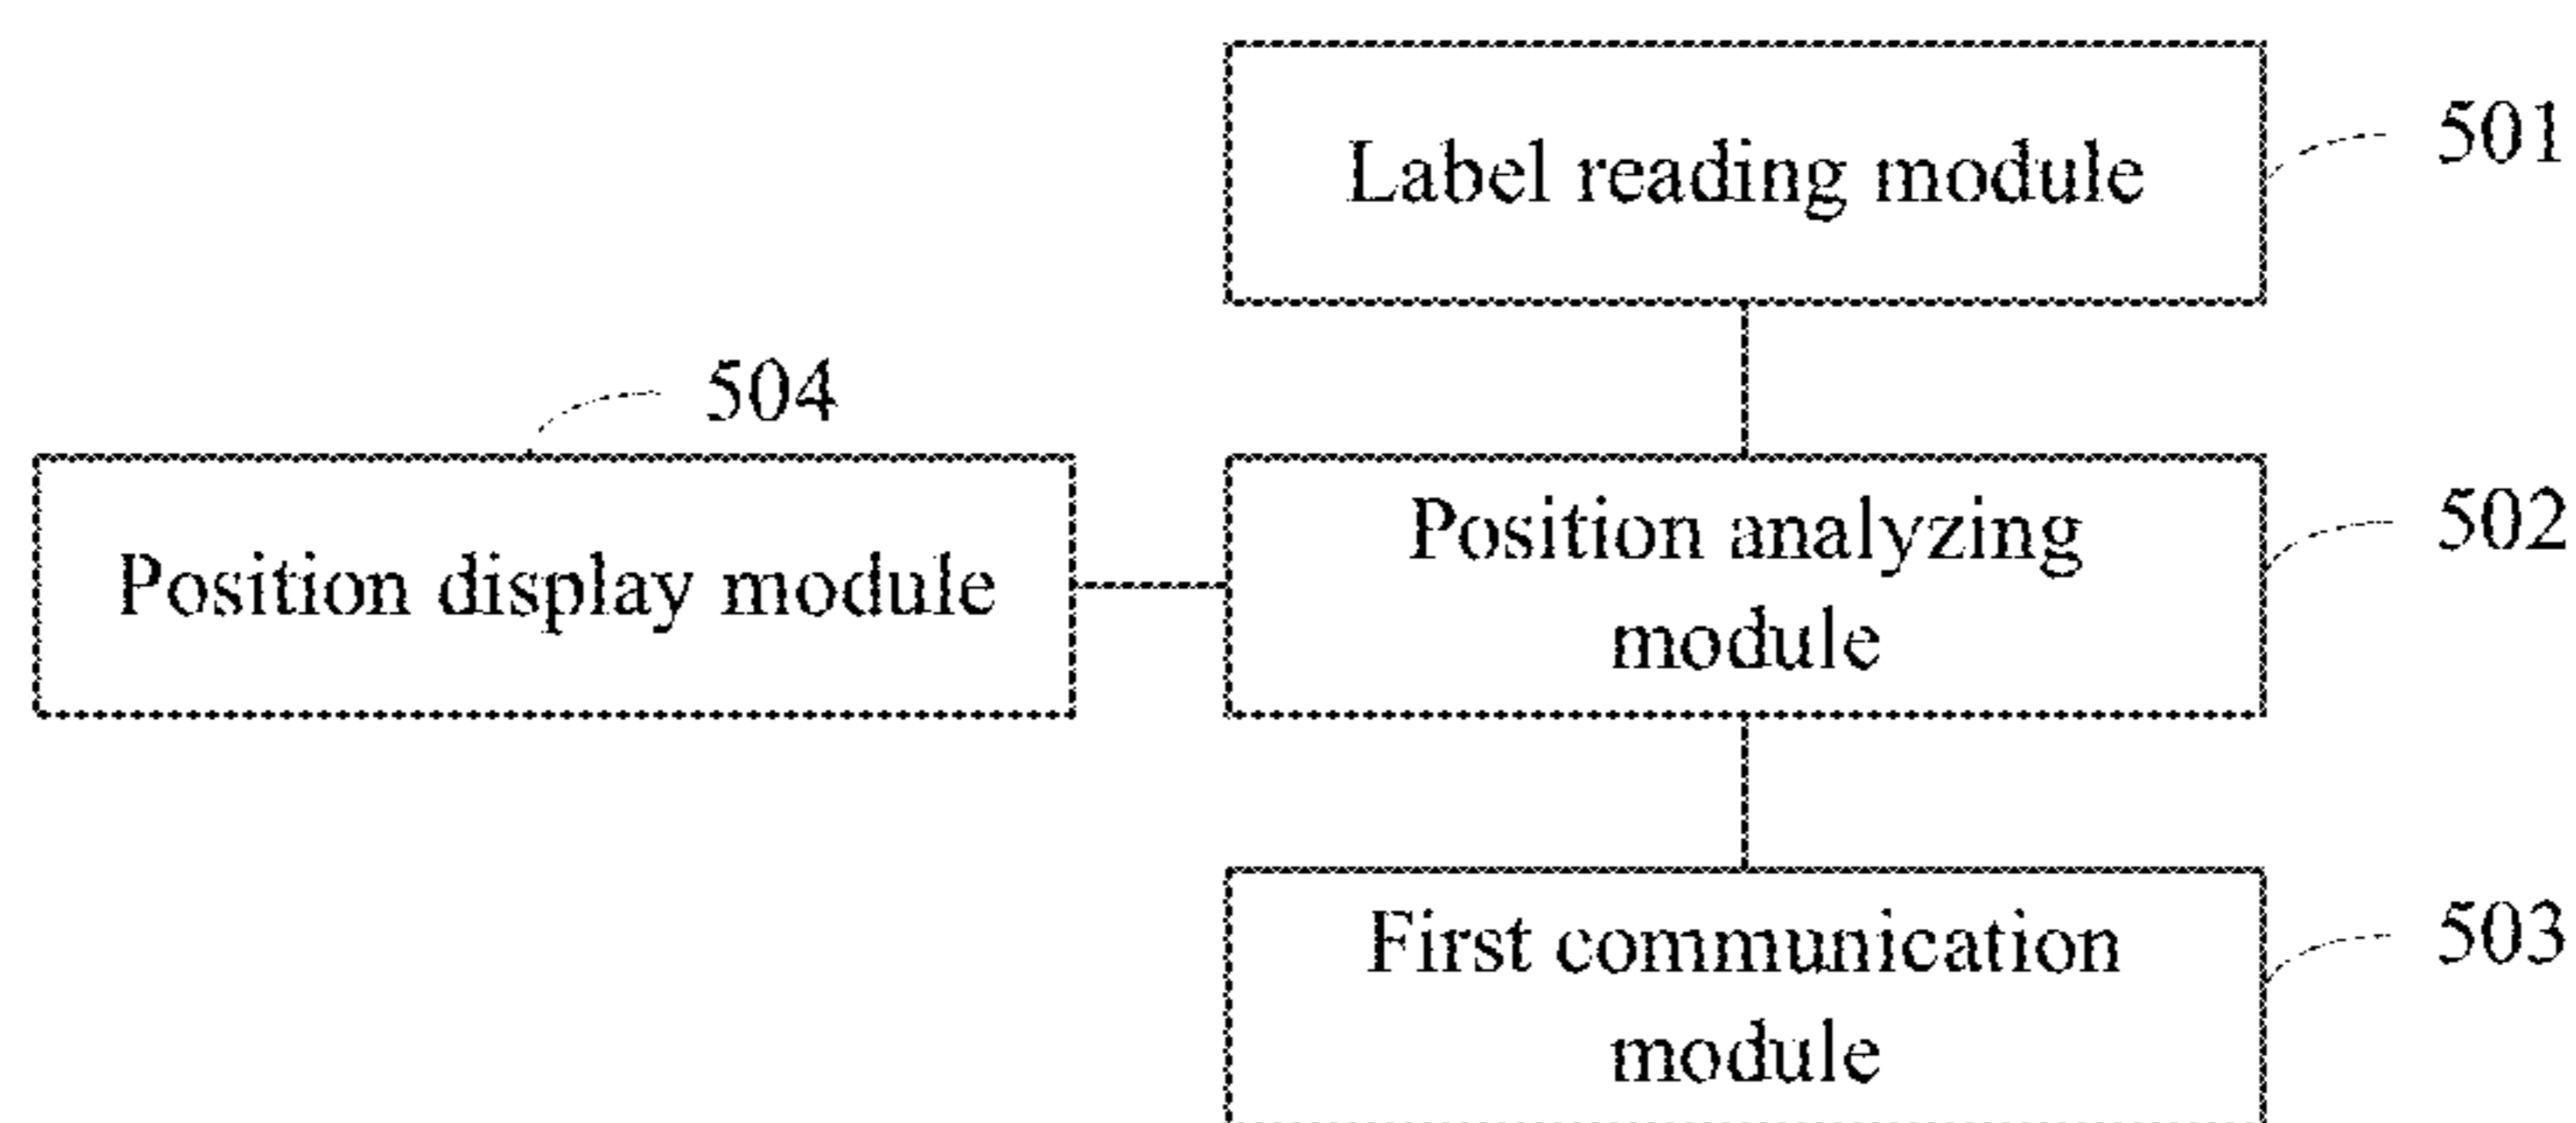 Label reading module
501
504
Position display module
Position analyzing
module
502
First communication
module
503